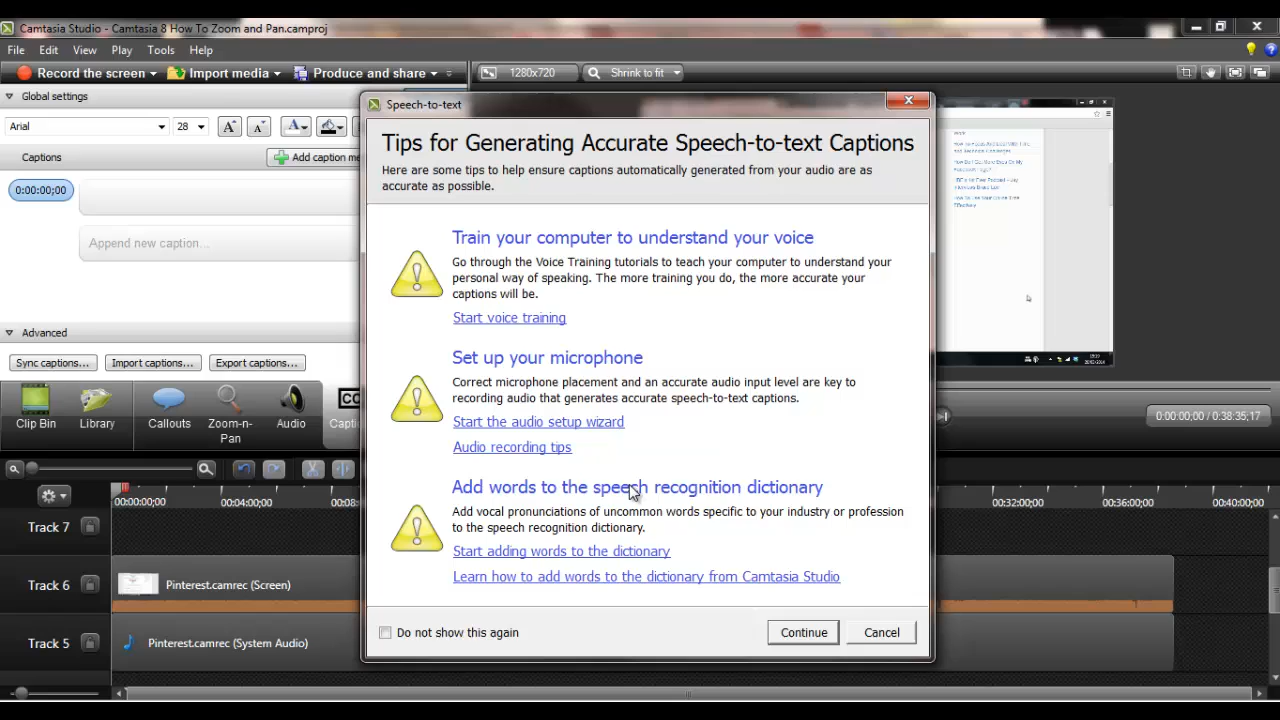 Camtasia Studio - Camtasia 8 How To Zoom and Pan.camproj
File Edit View Play Tools Help
Record the screen Import media Produce and share 1280x720 Shrink to fit
Global settings
Arial 28
Captions Add caption me
0:00:00;00
Append new caption...
Advanced
Sync captions... Import captions... Export captions...
Clip Bin Library Callouts Zoom-n-Pan Audio Capti
CC
Speech-to-text
Tips for Generating Accurate Speech-to-text Captions
Here are some tips to help ensure captions automatically generated from your audio are as
accurate as possible.
Train your computer to understand your voice
Go through the Voice Training tutorials to teach your computer to understand your
personal way of speaking. The more training you do, the more accurate your
captions will be.
Start voice training
Set up your microphone
Correct microphone placement and an accurate audio input level are key to
recording audio that generates accurate speech-to-text captions.
Start the audio setup wizard
Audio recording tips
Add words to the speech recognition dictionary
Add vocal pronunciations of uncommon words specific to your industry or profession
to the speech recognition dictionary.
Start adding words to the dictionary
Learn how to add words to the dictionary from Camtasia Studio
Do not show this again Continue Cancel
0:00:00;00 / 0:38:35,17
00:00:00;00 00:04:00;00 00:08: 00:32:00;00 00:36:00;00 00:40:00;00
Track 7
Track 6 Pinterest.camrec (Screen)
Track 5 Pinterest.camrec (System Audio)